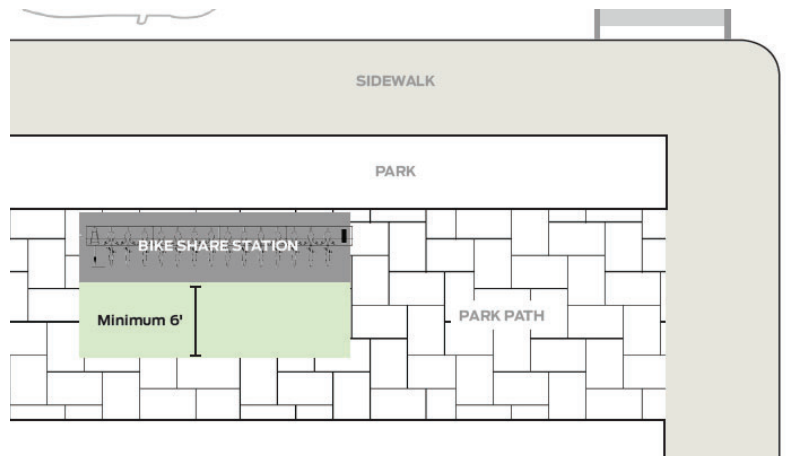 SIDEWALK
PARK
BIKE SHARE STATION
Minimum 6'
PARK PATH